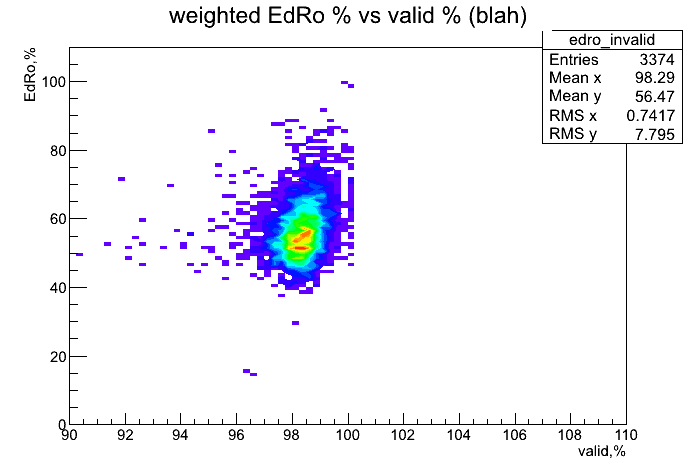 weighted EdRo % vs valid % (blah)
edro_invalid
Entries 3374
Mean x 98.29
Mean y 56.47
RMS x 0.7417
RMS y 7.795
EdRo,%
100
80
60
40
20
0
90 92 94 96 98 100 102 104 106 108 110
valid,%